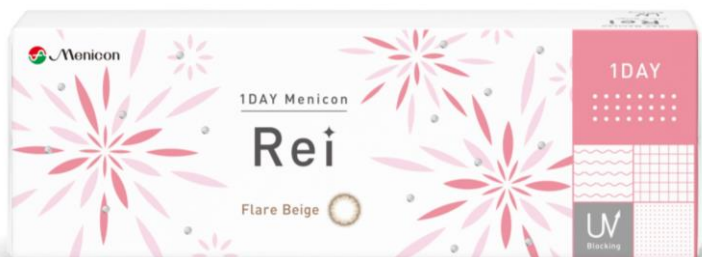 Menicon
1DAY Menicon
Rei
Flare Beige
1DAY
UV
Blocking